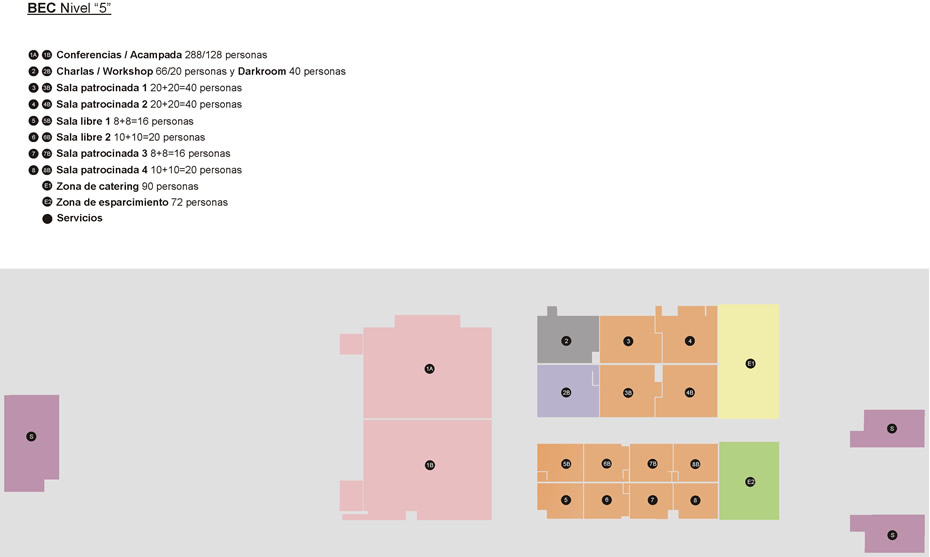 BEC Nivel “5”
1A 1B Conferencias / Acampada 288/128 personas
2 2B Charlas / Workshop 66/20 personas y Darkroom 40 personas
3 3B Sala patrocinada 1 20+20=40 personas
4 4B Sala patrocinada 2 20+20=40 personas
5 5B Sala libre 1 8+8=16 personas
6 6B Sala libre 2 10+10=20 personas
7 7B Sala patrocinada 3 8+8=16 personas
8 8B Sala patrocinada 4 10+10=20 personas
E1 Zona de catering 90 personas
E2 Zona de esparcimiento 72 personas
Servicios
2 3 4
E1
1A
2B 3B 4B
S
S
1B
5B 6B 7B 8B
E2
5 6 7 8
S